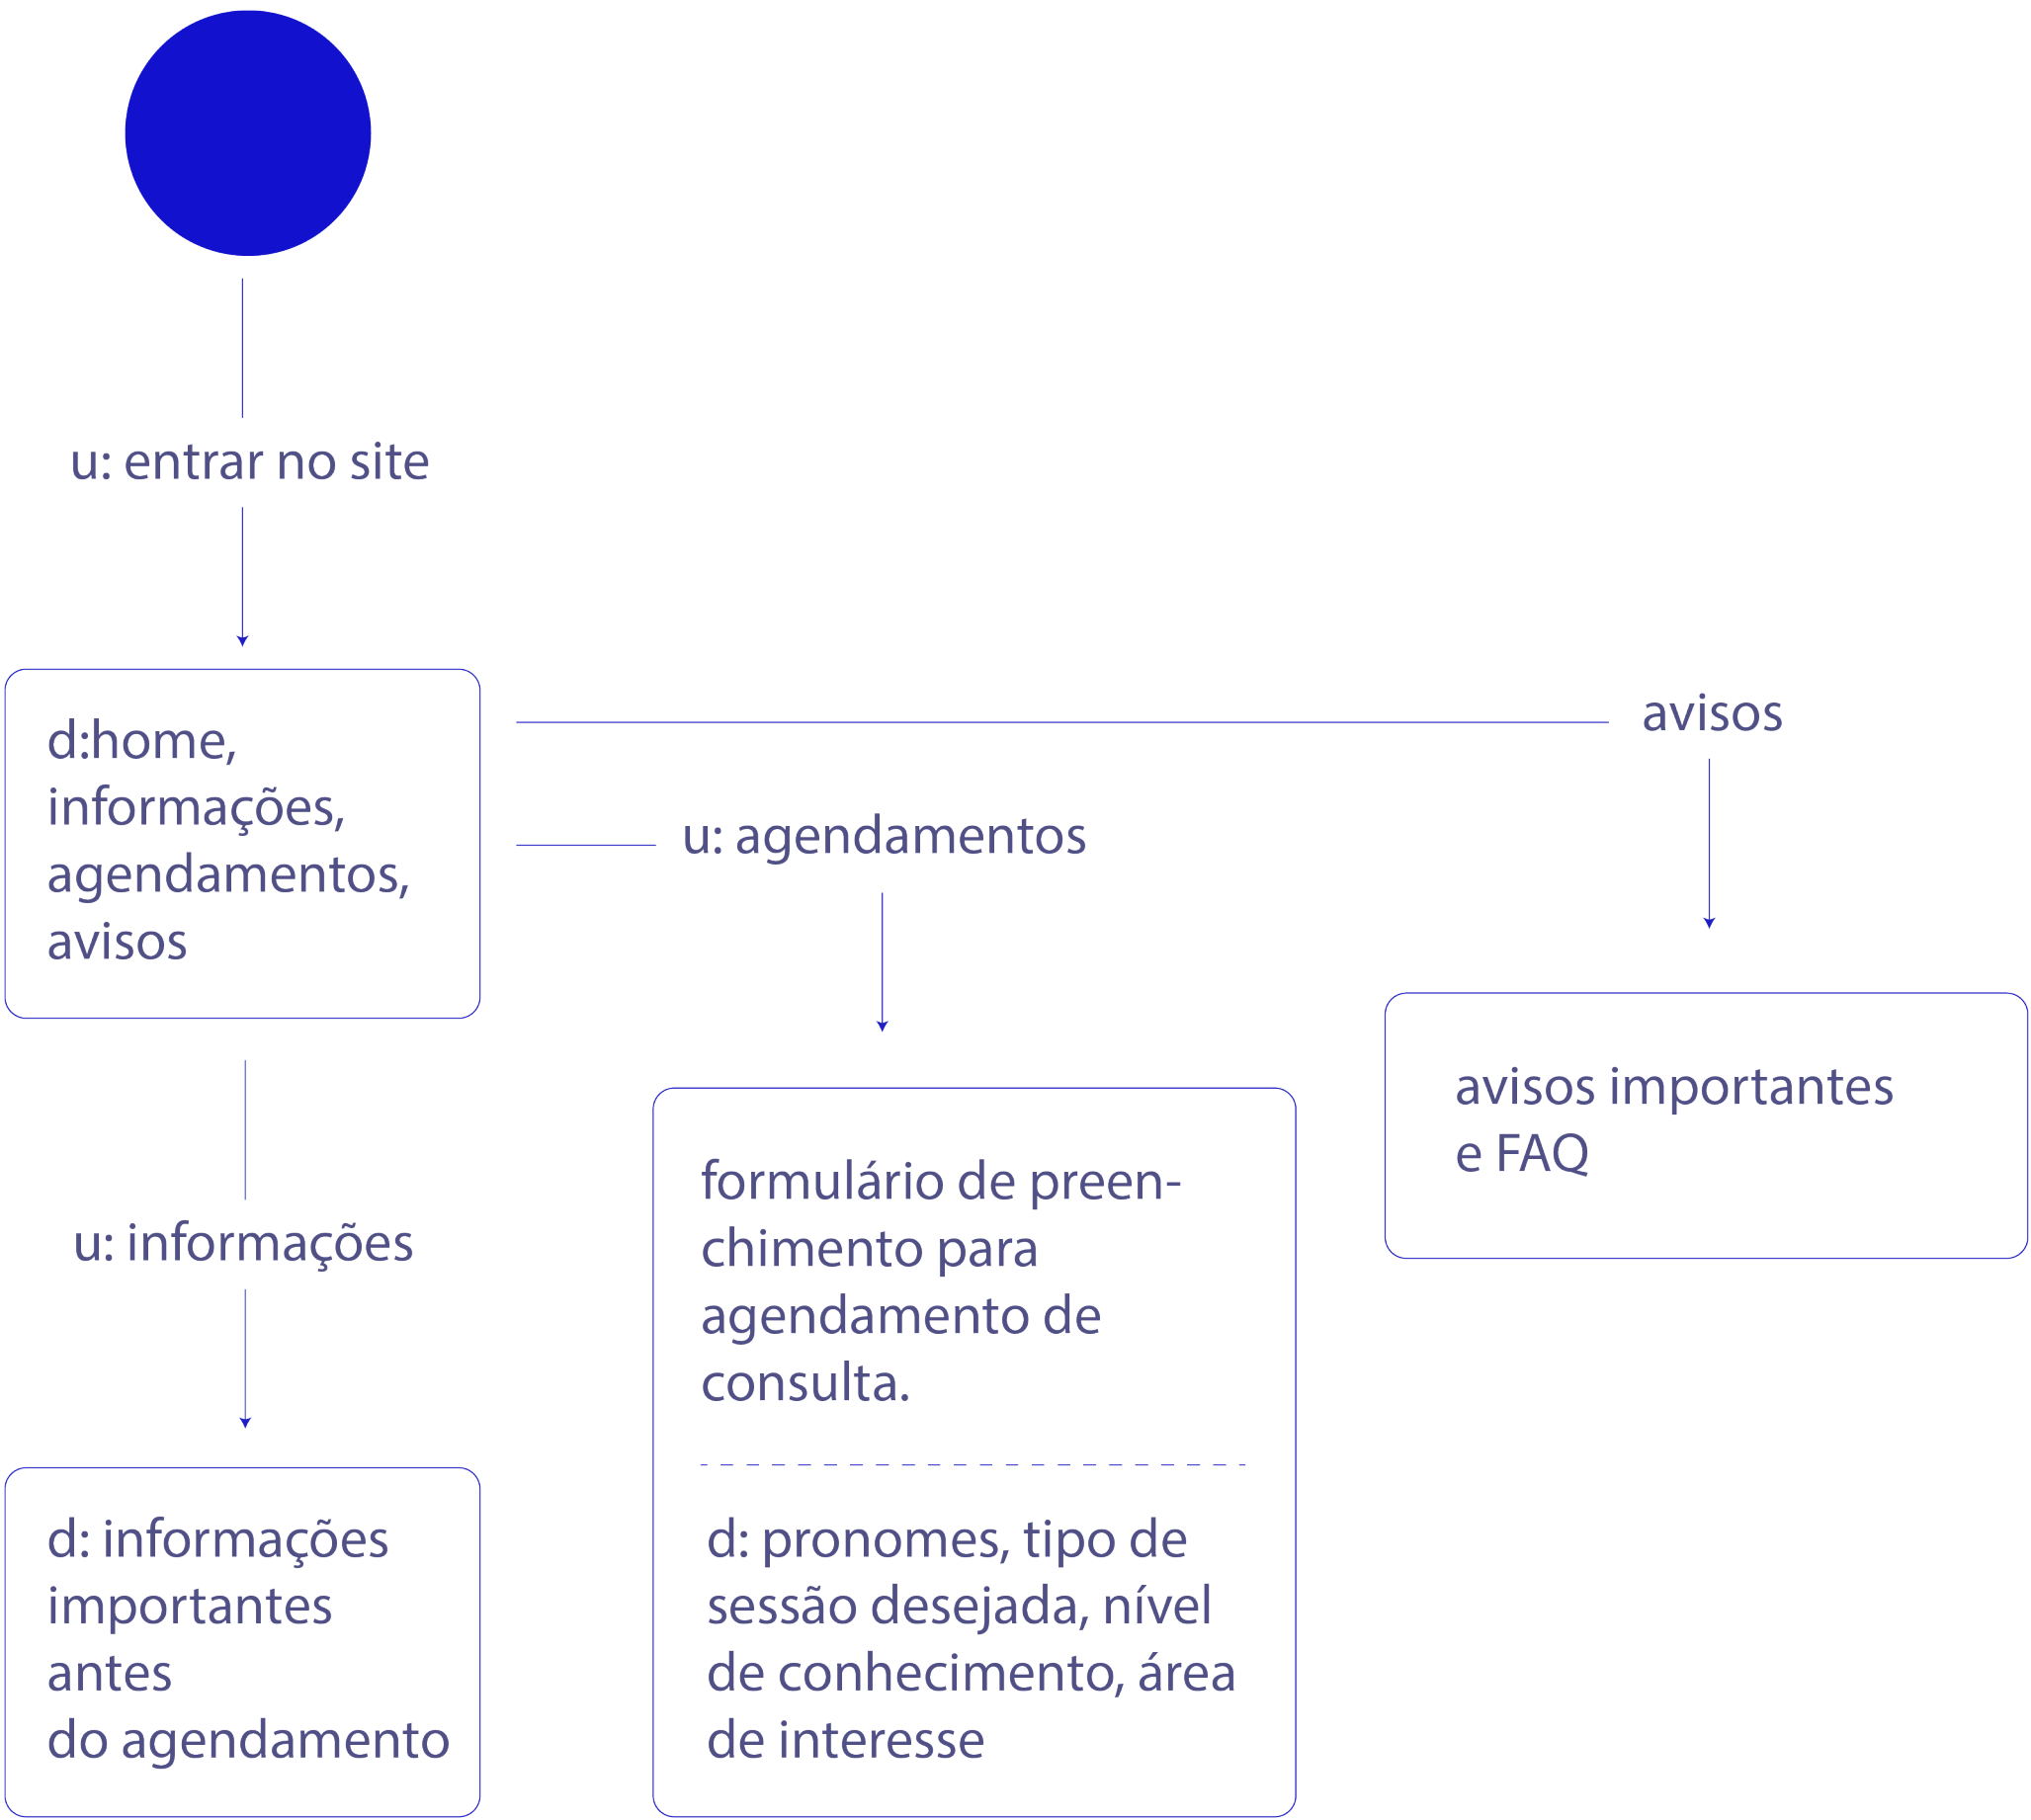 u: entrar no site
d:home,
informações,
agendamentos,
avisos
avisos
u: agendamentos
avisos importantes
e FAQ
u: informações
formulário de preen-
chimento para
agendamento de
consulta.
d: informações
importantes
antes
do agendamento
d: pronomes, tipo de
sessão desejada, nível
de conhecimento, área
de interesse